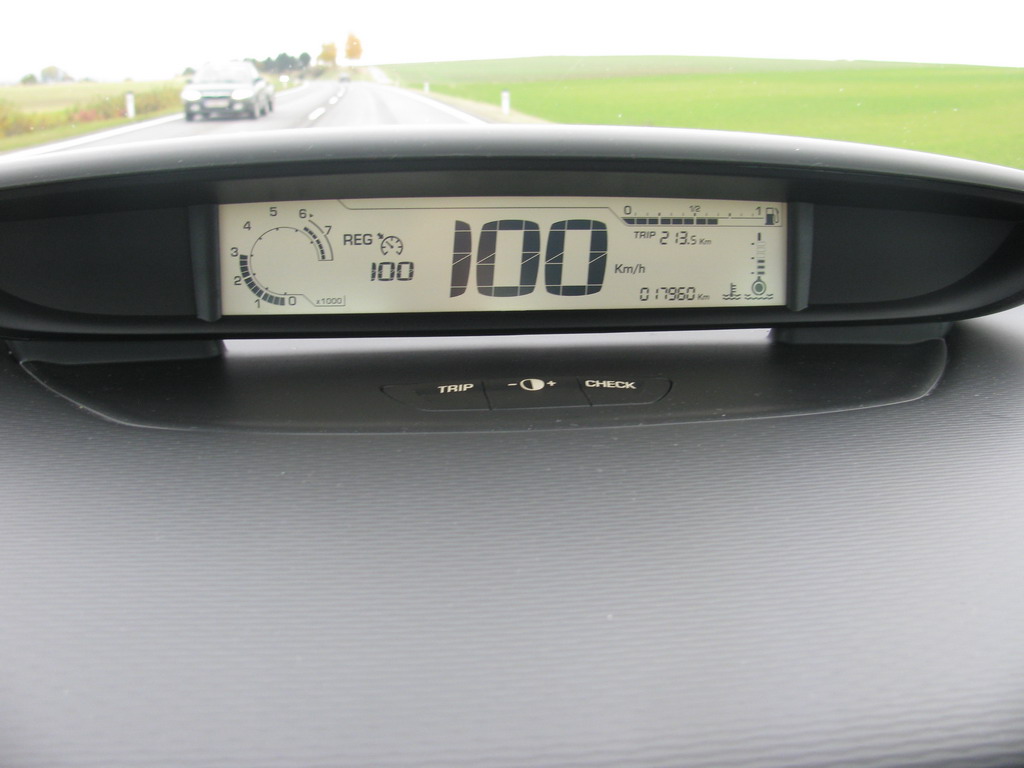 0 1/2 1
5 6 7
4
3
2
1 0
x1000
REG
100
100 Km/h
TRIP 213.5 Km
017960 Km
TRIP - + CHECK